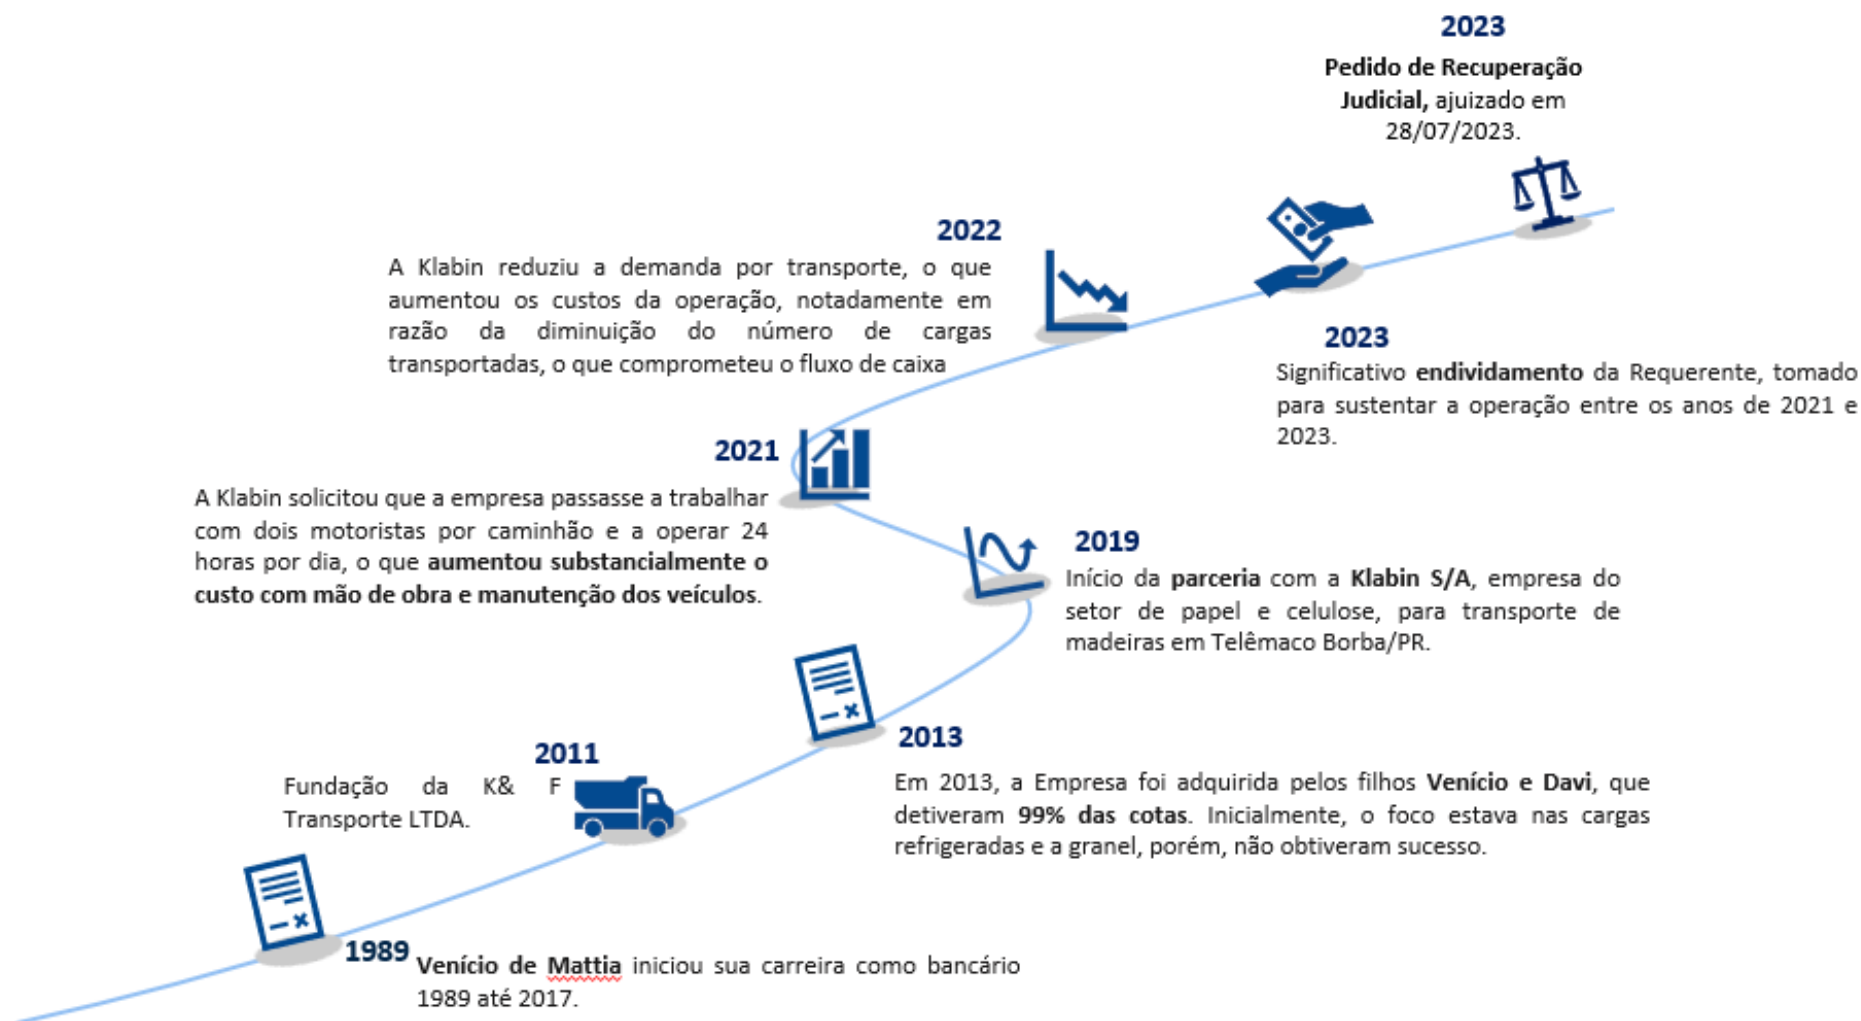 2023
Pedido de Recuperação
Judicial, ajuizado em
28/07/2023.
2022
A Klabin reduziu a demanda por transporte, o que
aumentou os custos da operação, notadamente em
razão da diminuição do número de cargas
transportadas, o que comprometeu o fluxo de caixa
2023
Significativo endividamento da Requerente, tomado
para sustentar a operação entre os anos de 2021 e
2023.
2021
A Klabin solicitou que a empresa passasse a trabalhar
com dois motoristas por caminhão e a operar 24
horas por dia, o que aumentou substancialmente o
custo com mão de obra e manutenção dos veículos.
2019
Início da parceria com a Klabin S/A, empresa do
setor de papel e celulose, para transporte de
madeiras em Telêmaco Borba/PR.
2013
Em 2013, a Empresa foi adquirida pelos filhos Venício e Davi, que
detiveram 99% das cotas. Inicialmente, o foco estava nas cargas
refrigeradas e a granel, porém, não obtiveram sucesso.
2011
Fundação da K& F
Transporte LTDA.
1989
Venício de Mattia iniciou sua carreira como bancário
1989 até 2017.